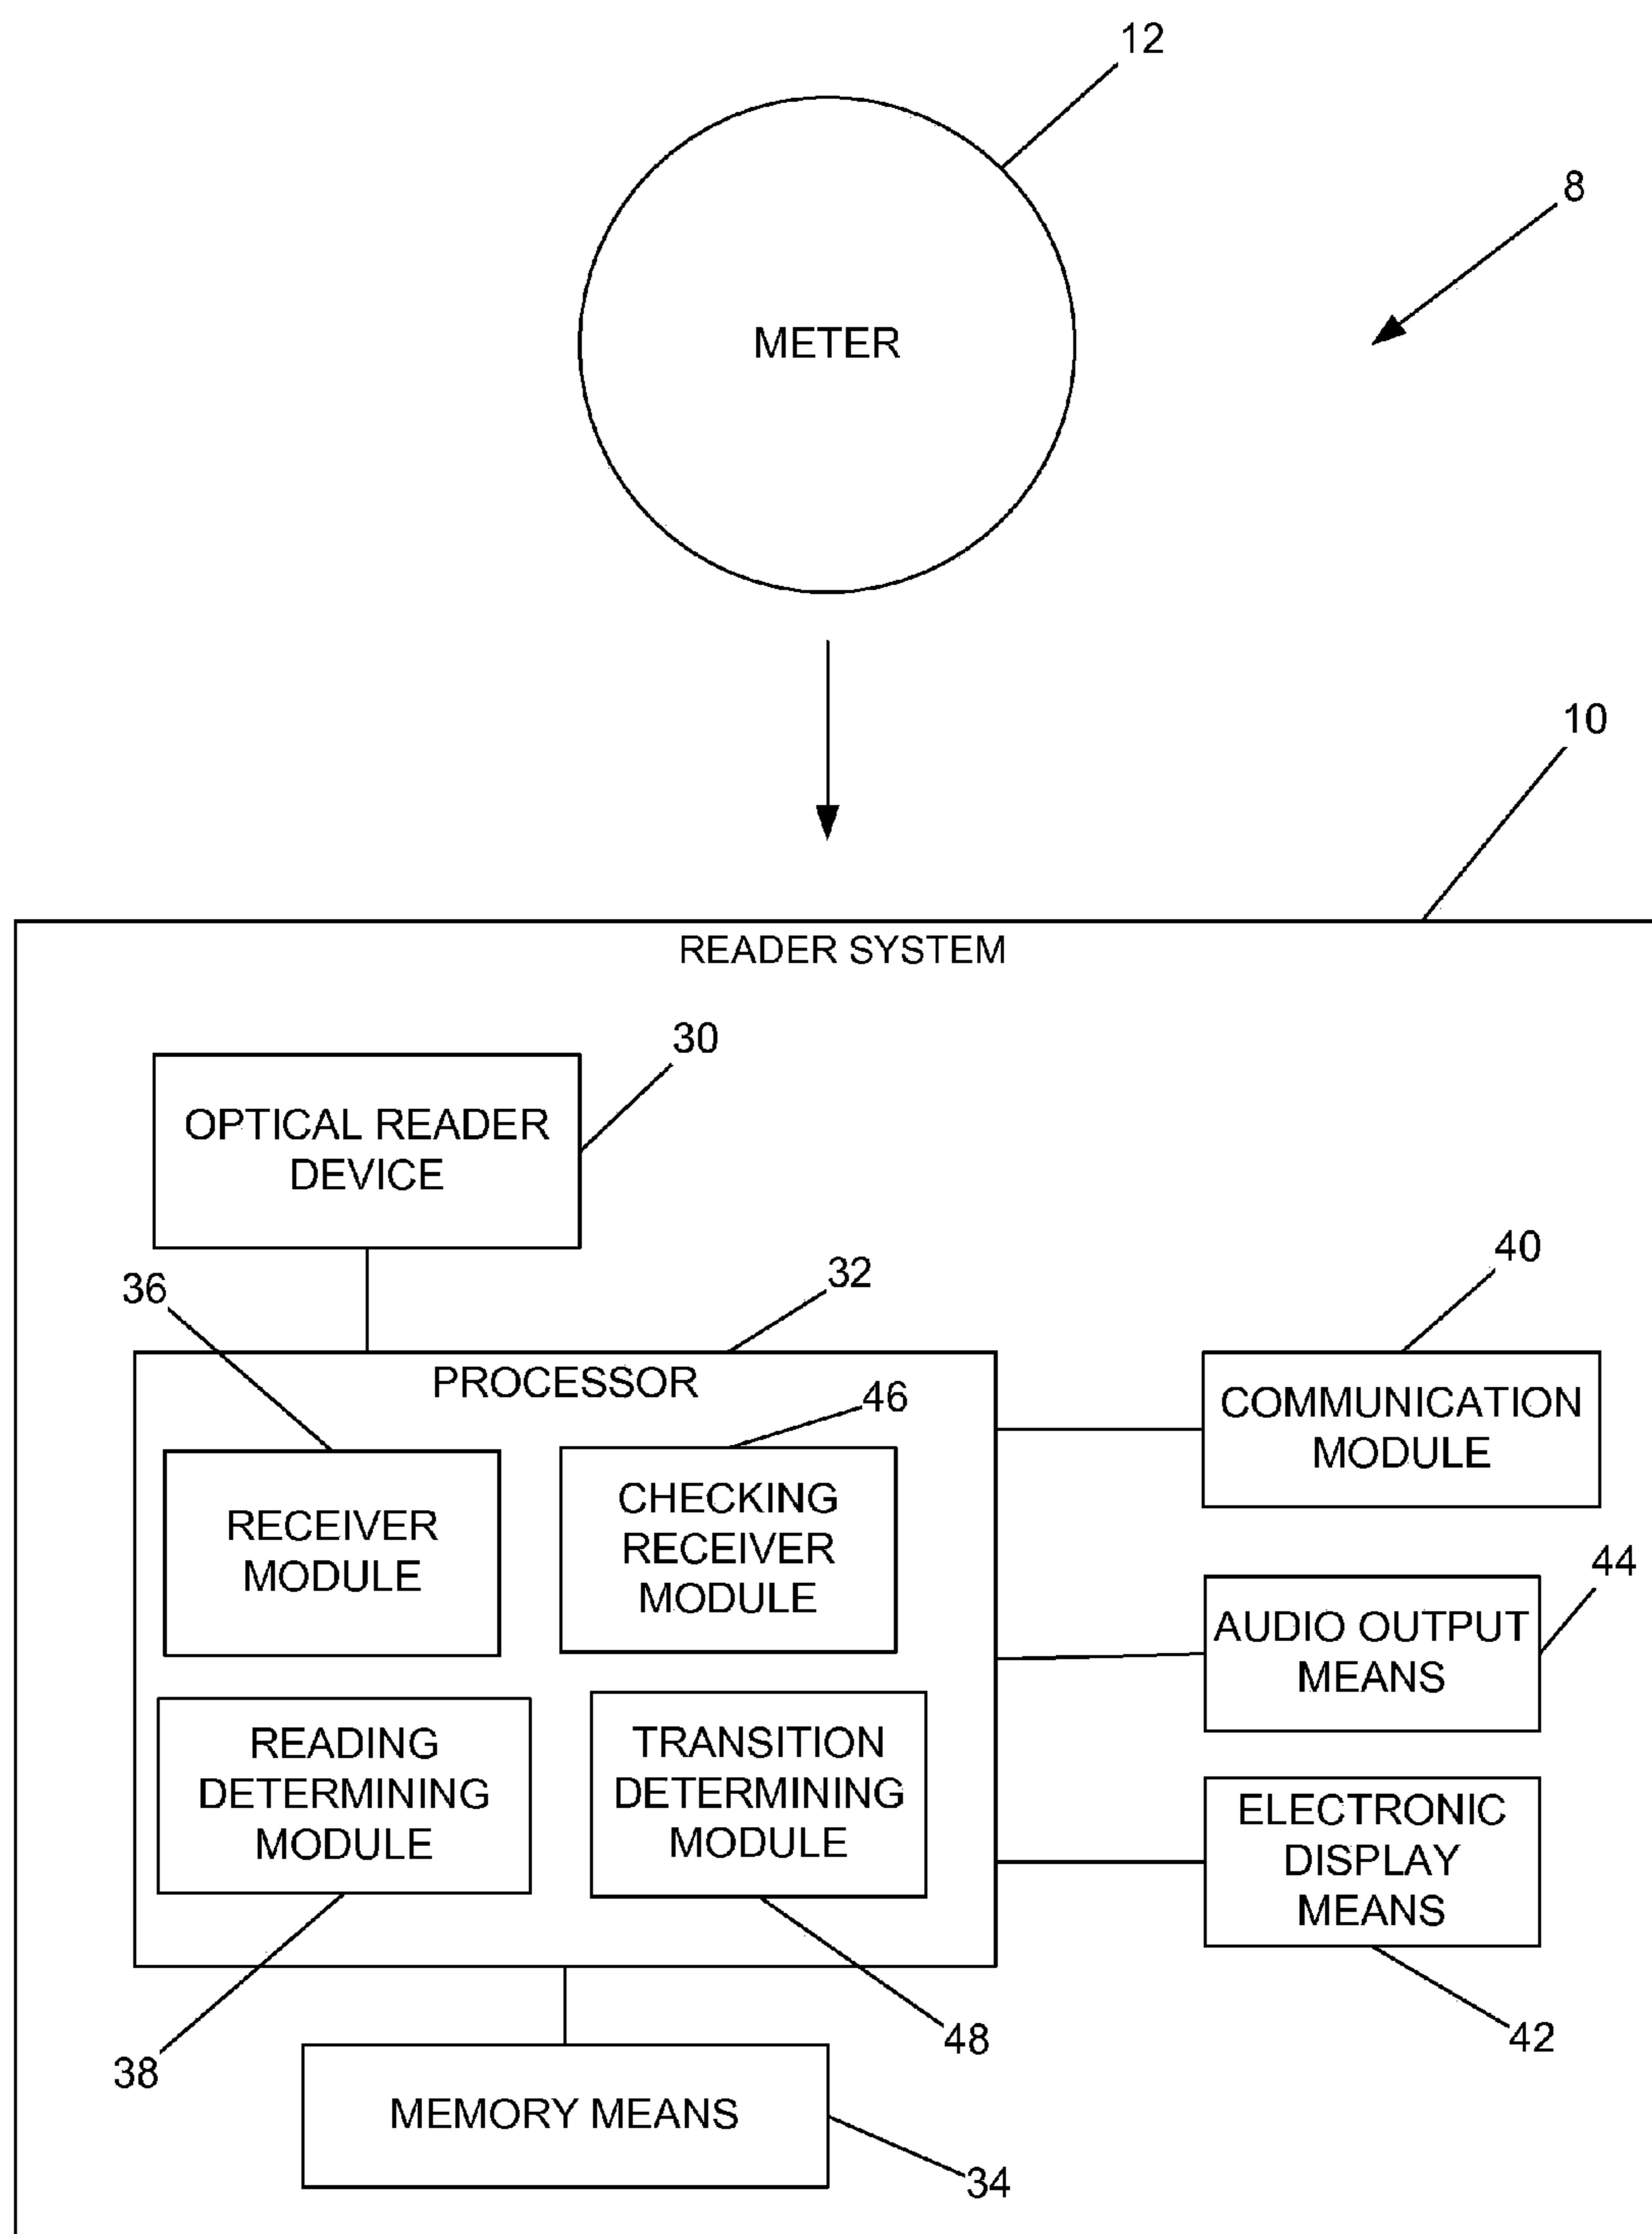 12
8
METER
10
READER SYSTEM
30
OPTICAL READER
DEVICE
40
36
32
PROCESSOR
46
COMMUNICATION
MODULE
RECEIVER
MODULE
CHECKING
RECEIVER
MODULE
44
AUDIO OUTPUT
MEANS
READING
DETERMINING
MODULE
TRANSITION
DETERMINING
MODULE
ELECTRONIC
DISPLAY
MEANS
38
48
42
MEMORY MEANS
34